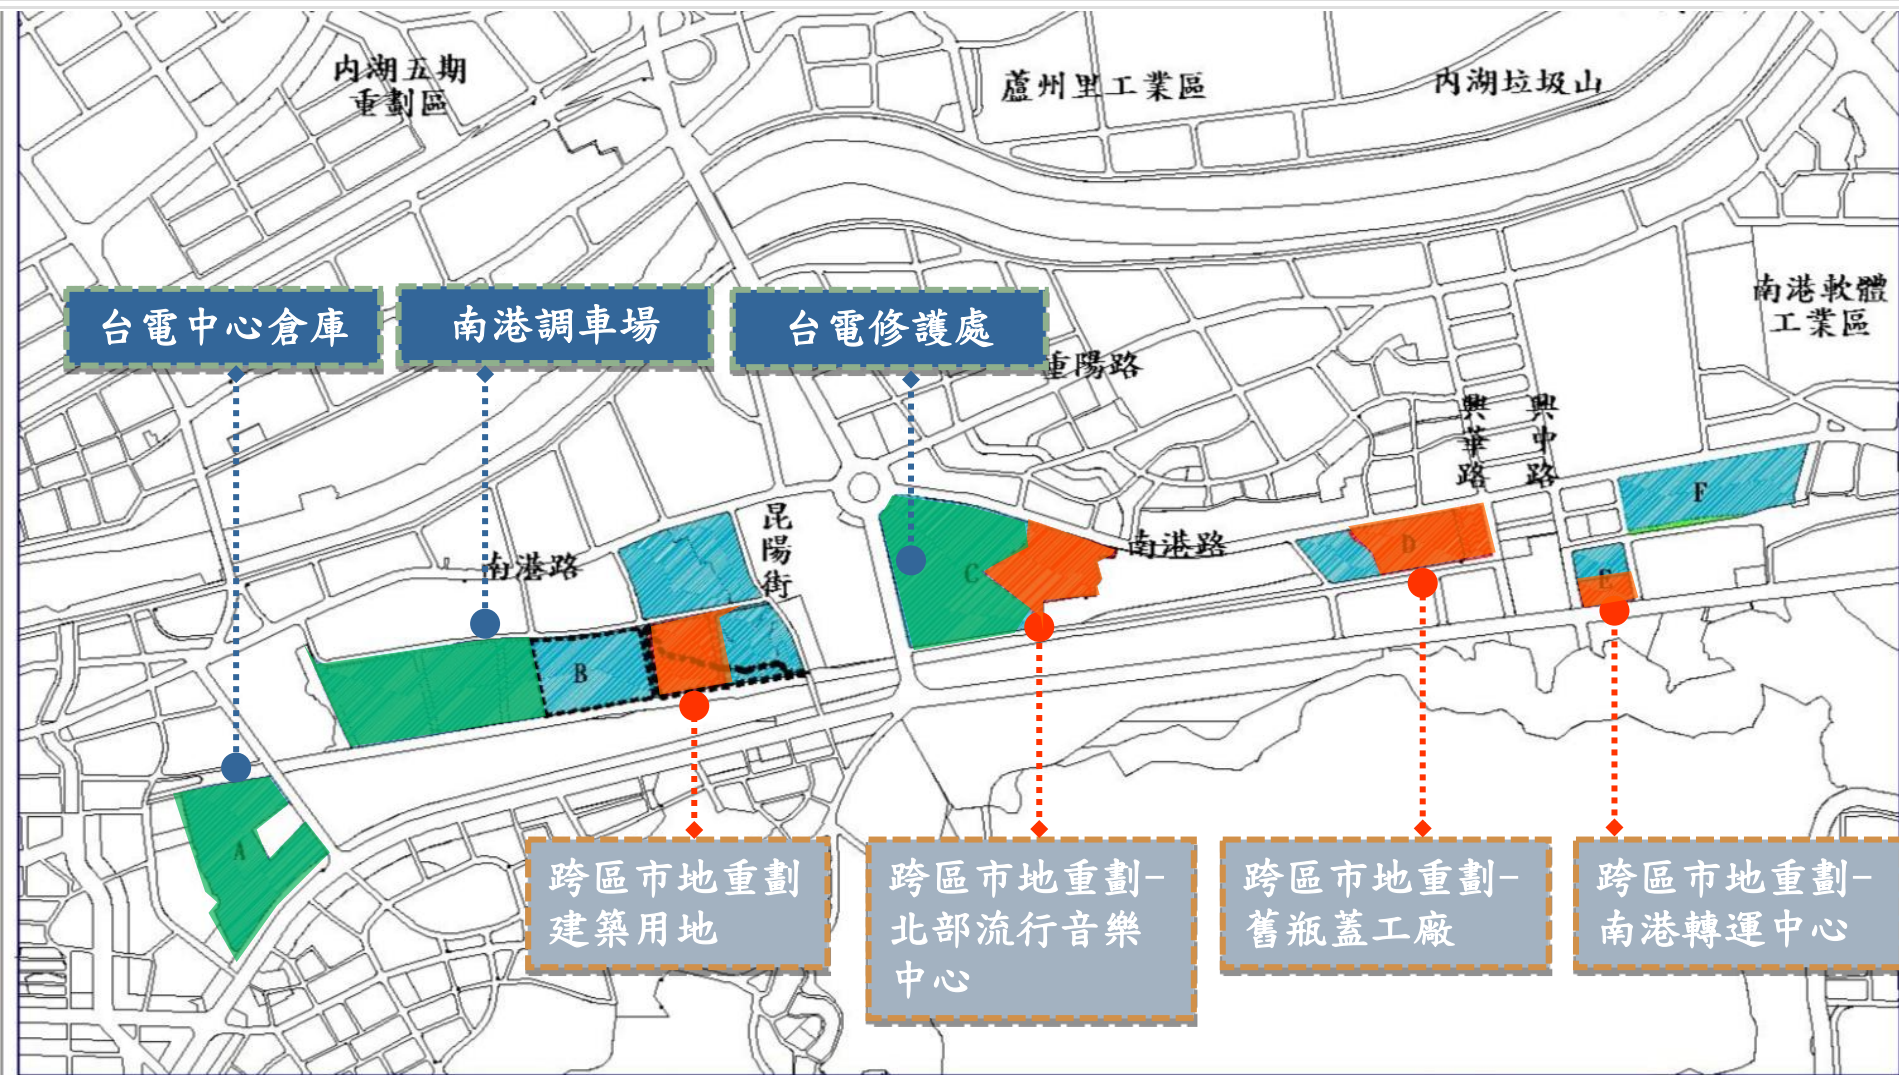 內湖五期
重劃區
蘆州里工業區
內湖垃圾山
南港軟體
工業區
台電中心倉庫
南港調車場
台電修護處
重陽路
興華路
興中路
昆陽街
南港路
南港路
A
B
C
D
E
F
跨區市地重劃
建築用地
跨區市地重劃-
北部流行音樂
中心
跨區市地重劃-
舊瓶蓋工廠
跨區市地重劃-
南港轉運中心